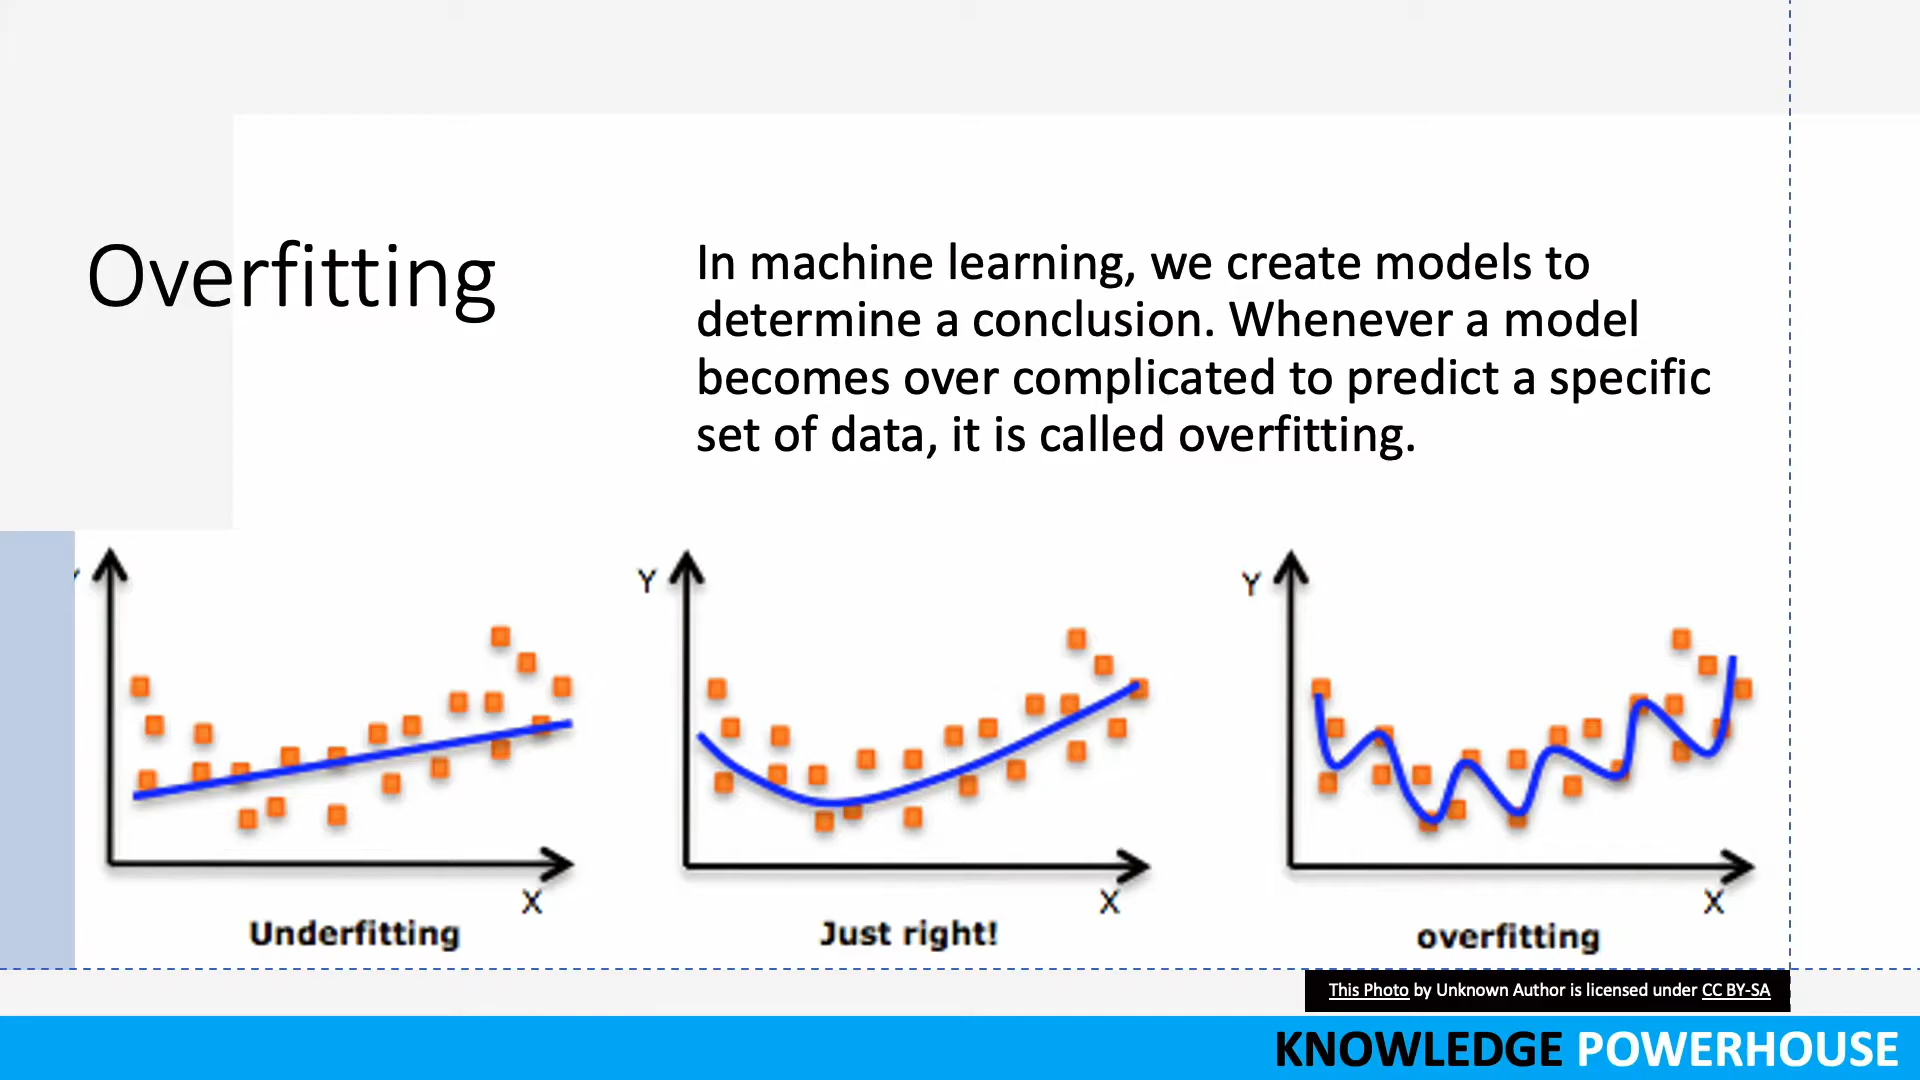 Overfitting
In machine learning, we create models to
determine a conclusion. Whenever a model
becomes over complicated to predict a specific
set of data, it is called overfitting.
X
Underfitting
Y
X
Just right!
Y
X
overfitting
This Photo by Unknown Author is licensed under CC BY-SA
KNOWLEDGE POWERHOUSE